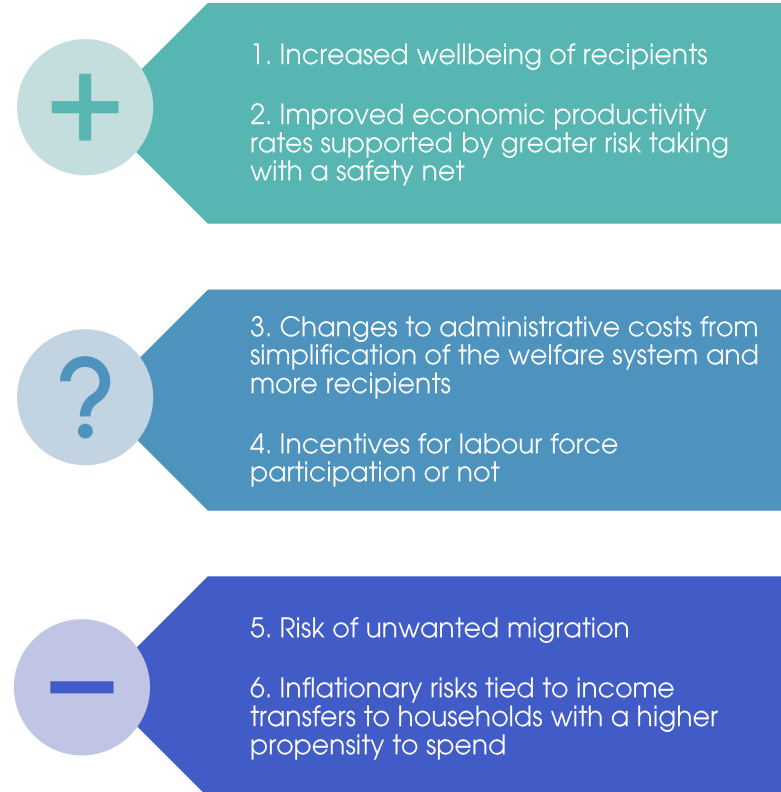 1. Increased wellbeing of recipients
2. Improved economic productivity
rates supported by greater risk taking
with a safety net
3. Changes to administrative costs from
simplification of the welfare system and
more recipients
4. Incentives for labour force
participation or not
5. Risk of unwanted migration
6. Inflationary risks tied to income
transfers to households with a higher
propensity to spend